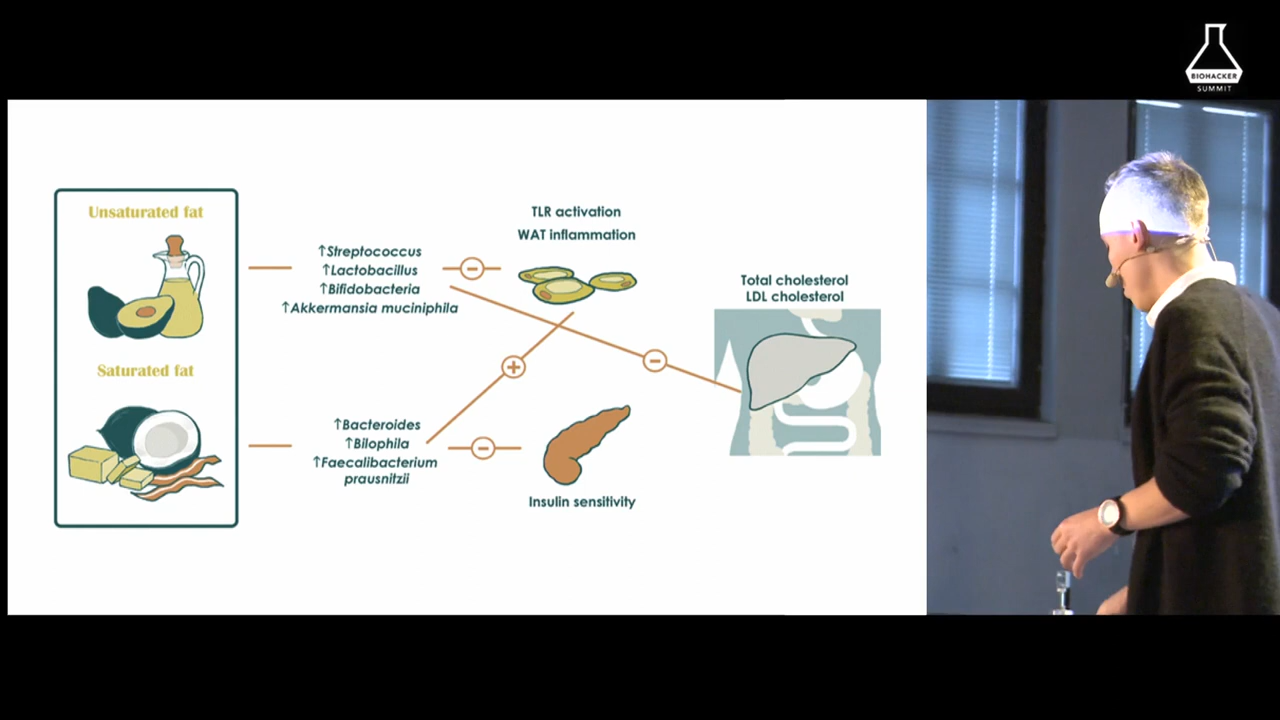 BIOHACKER
SUMMIT
Unsaturated fat
Saturated fat
↑Streptococcus
↑Lactobacillus
↑Bifidobacteria
↑Akkermansia muciniphila
↑Bacteroides
↑Bilophila
↑Faecalibacterium
prausnitzii
TLR activation
WAT inflammation
Insulin sensitivity
Total cholesterol
LDL cholesterol